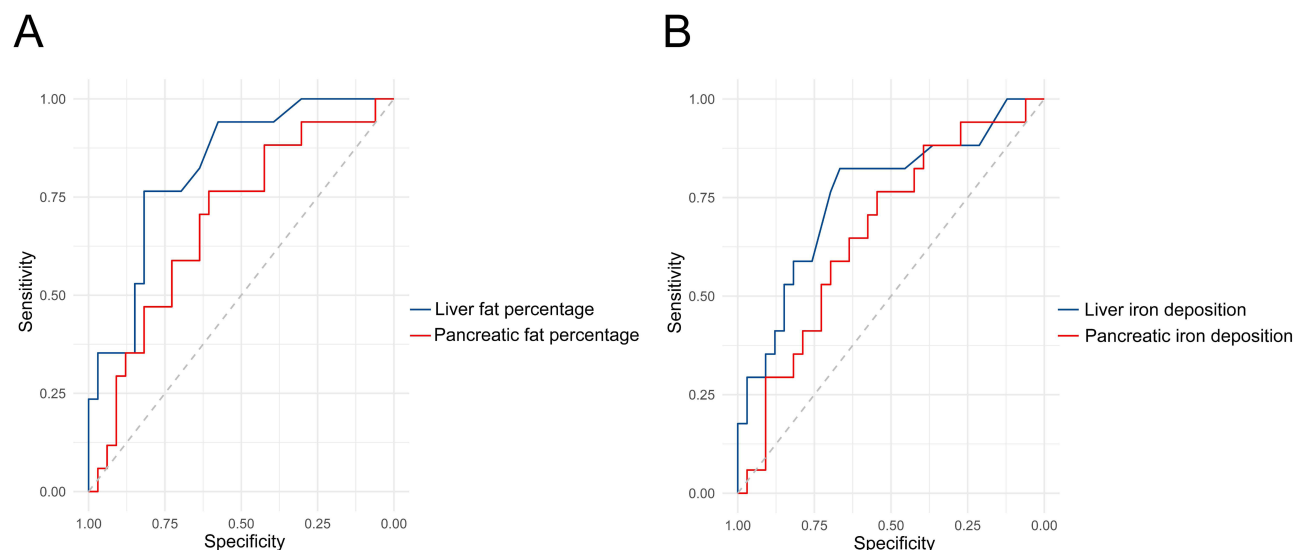 A
1.00
0.75
0.50
0.25
0.00
Sensitivity
1.00 0.75 0.50 0.25 0.00
Specificity
Liver fat percentage
Pancreatic fat percentage
B
1.00
0.75
0.50
0.25
0.00
Sensitivity
1.00 0.75 0.50 0.25 0.00
Specificity
Liver iron deposition
Pancreatic iron deposition